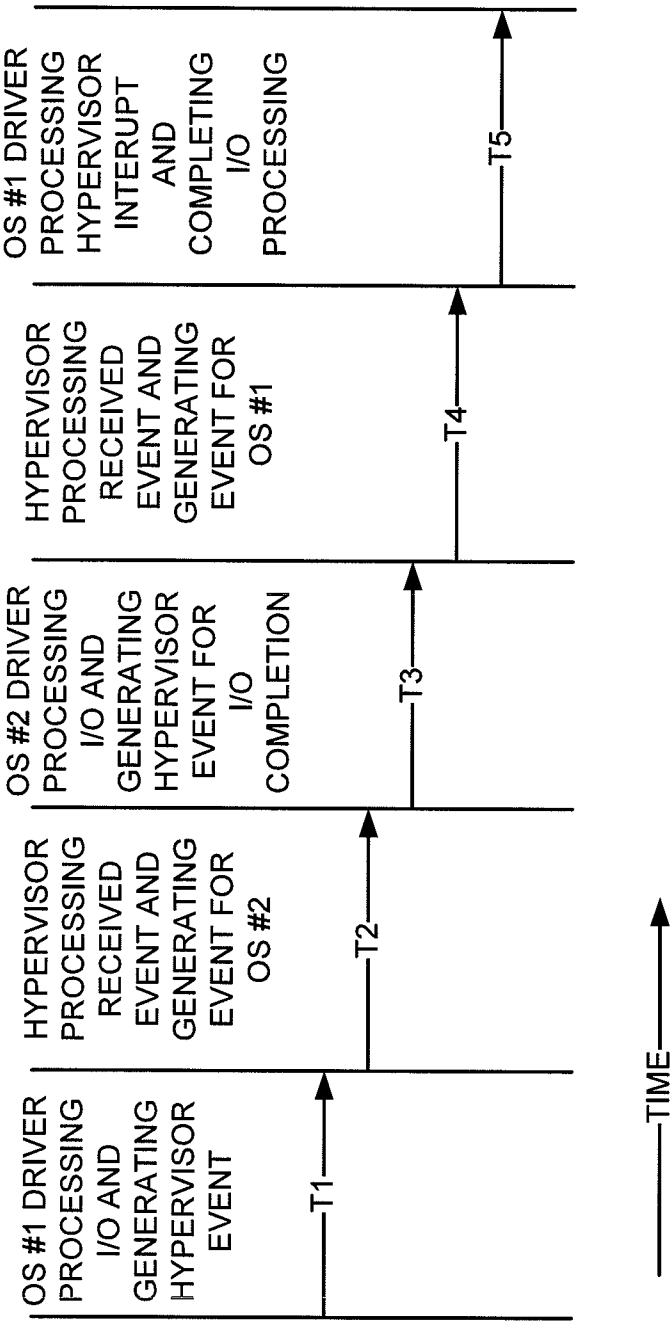 OS #1 DRIVER
PROCESSING
I/O AND
GENERATING
HYPERVISOR
EVENT
HYPERVISOR
PROCESSING
RECEIVED
EVENT AND
GENERATING
EVENT FOR
OS #2
OS #2 DRIVER
PROCESSING
I/O AND
GENERATING
HYPERVISOR
EVENT FOR
I/O
COMPLETION
HYPERVISOR
PROCESSING
RECEIVED
EVENT AND
GENERATING
EVENT FOR
OS #1
OS #1 DRIVER
PROCESSING
HYPERVISOR
INTERUPT
AND
COMPLETING
I/O
PROCESSING
T1
T2
T3
T4
T5
TIME